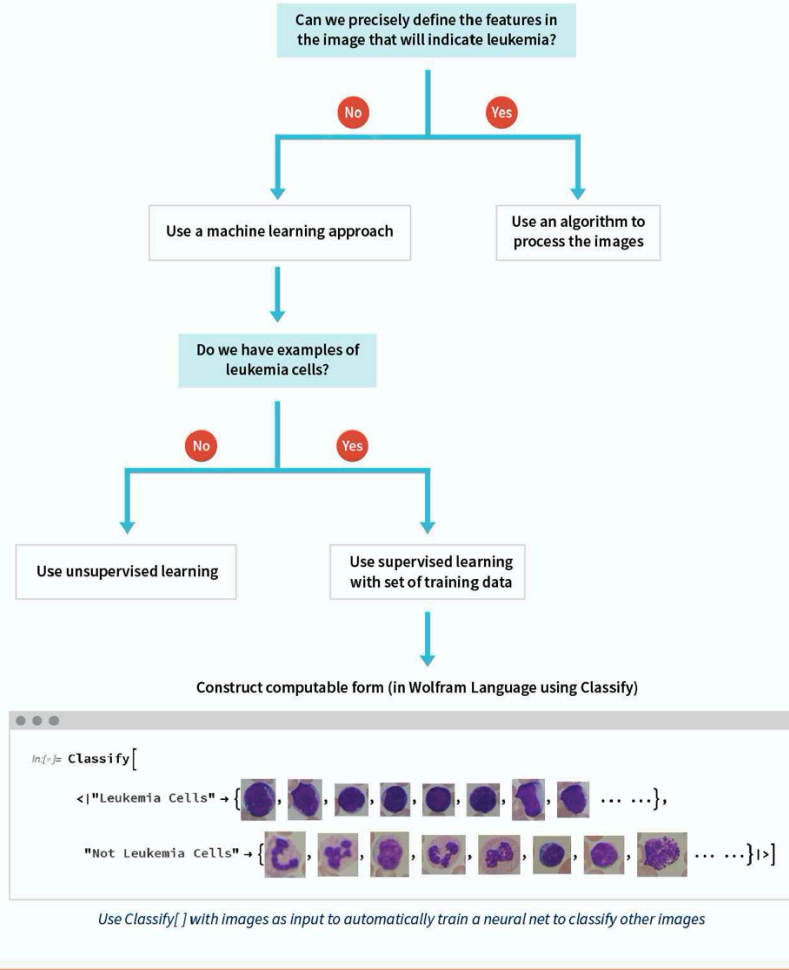 Can we precisely define the features in
the image that will indicate leukemia?
No
Yes
Use a machine learning approach
Use an algorithm to
process the images
Do we have examples of
leukemia cells?
No
Yes
Use unsupervised learning
Use supervised learning
with set of training data
Construct computable form (in Wolfram Language using Classify)
In[∘]:= Classify[
<|"Leukemia Cells" → { , , , , , , , ... ...},
"Not Leukemia Cells" → { , , , , , , , ... ...}|>]
Use Classify[ ] with images as input to automatically train a neural net to classify other images